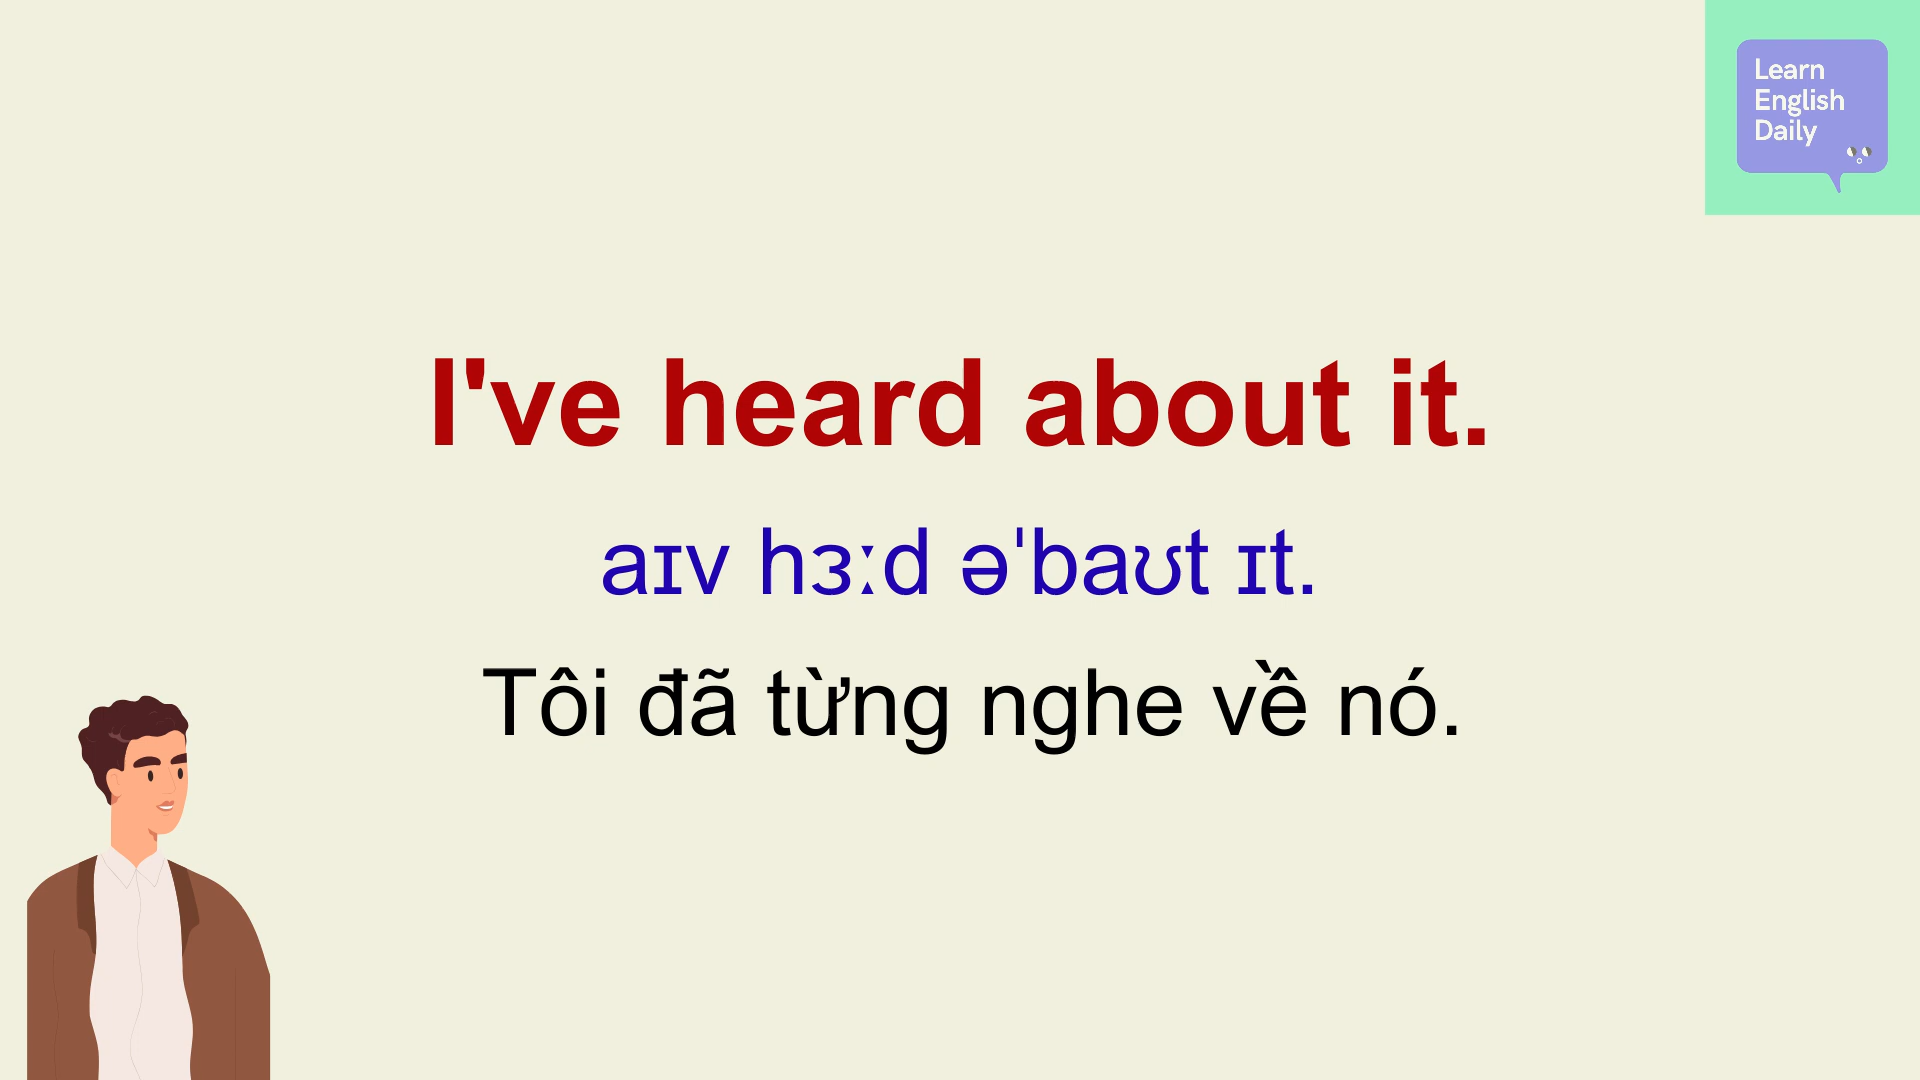 Learn
English
Daily
I've heard about it.
aɪv hɜːd əˈbaʊt ɪt.
Tôi đã từng nghe về nó.